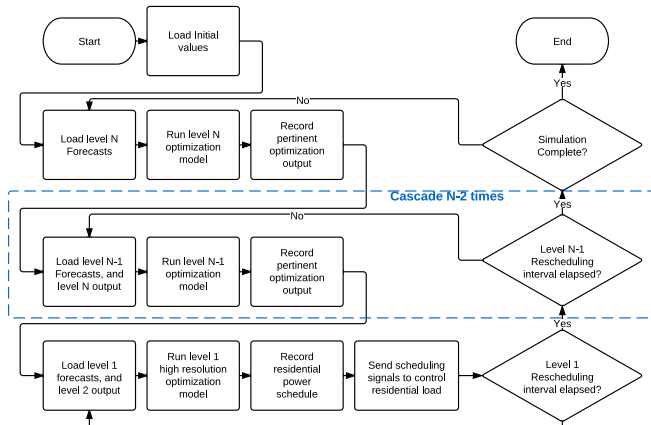 Start
Load Initial
values
End
Yes
No
Load level N
Forecasts
Run level N
optimization
model
Record
pertinent
optimization
output
Simulation
Complete?
Cascade N-2 times
Yes
No
Load level N-1
Forecasts, and
level N output
Run level N-1
optimization
model
Record
pertinent
optimization
output
Level N-1
Rescheduling
interval elapsed?
Yes
Load level 1
forecasts, and
level 2 output
Run level 1
high resolution
optimization
model
Record
residential
power
schedule
Send scheduling
signals to control
residential load
Level 1
Rescheduling
interval elapsed?